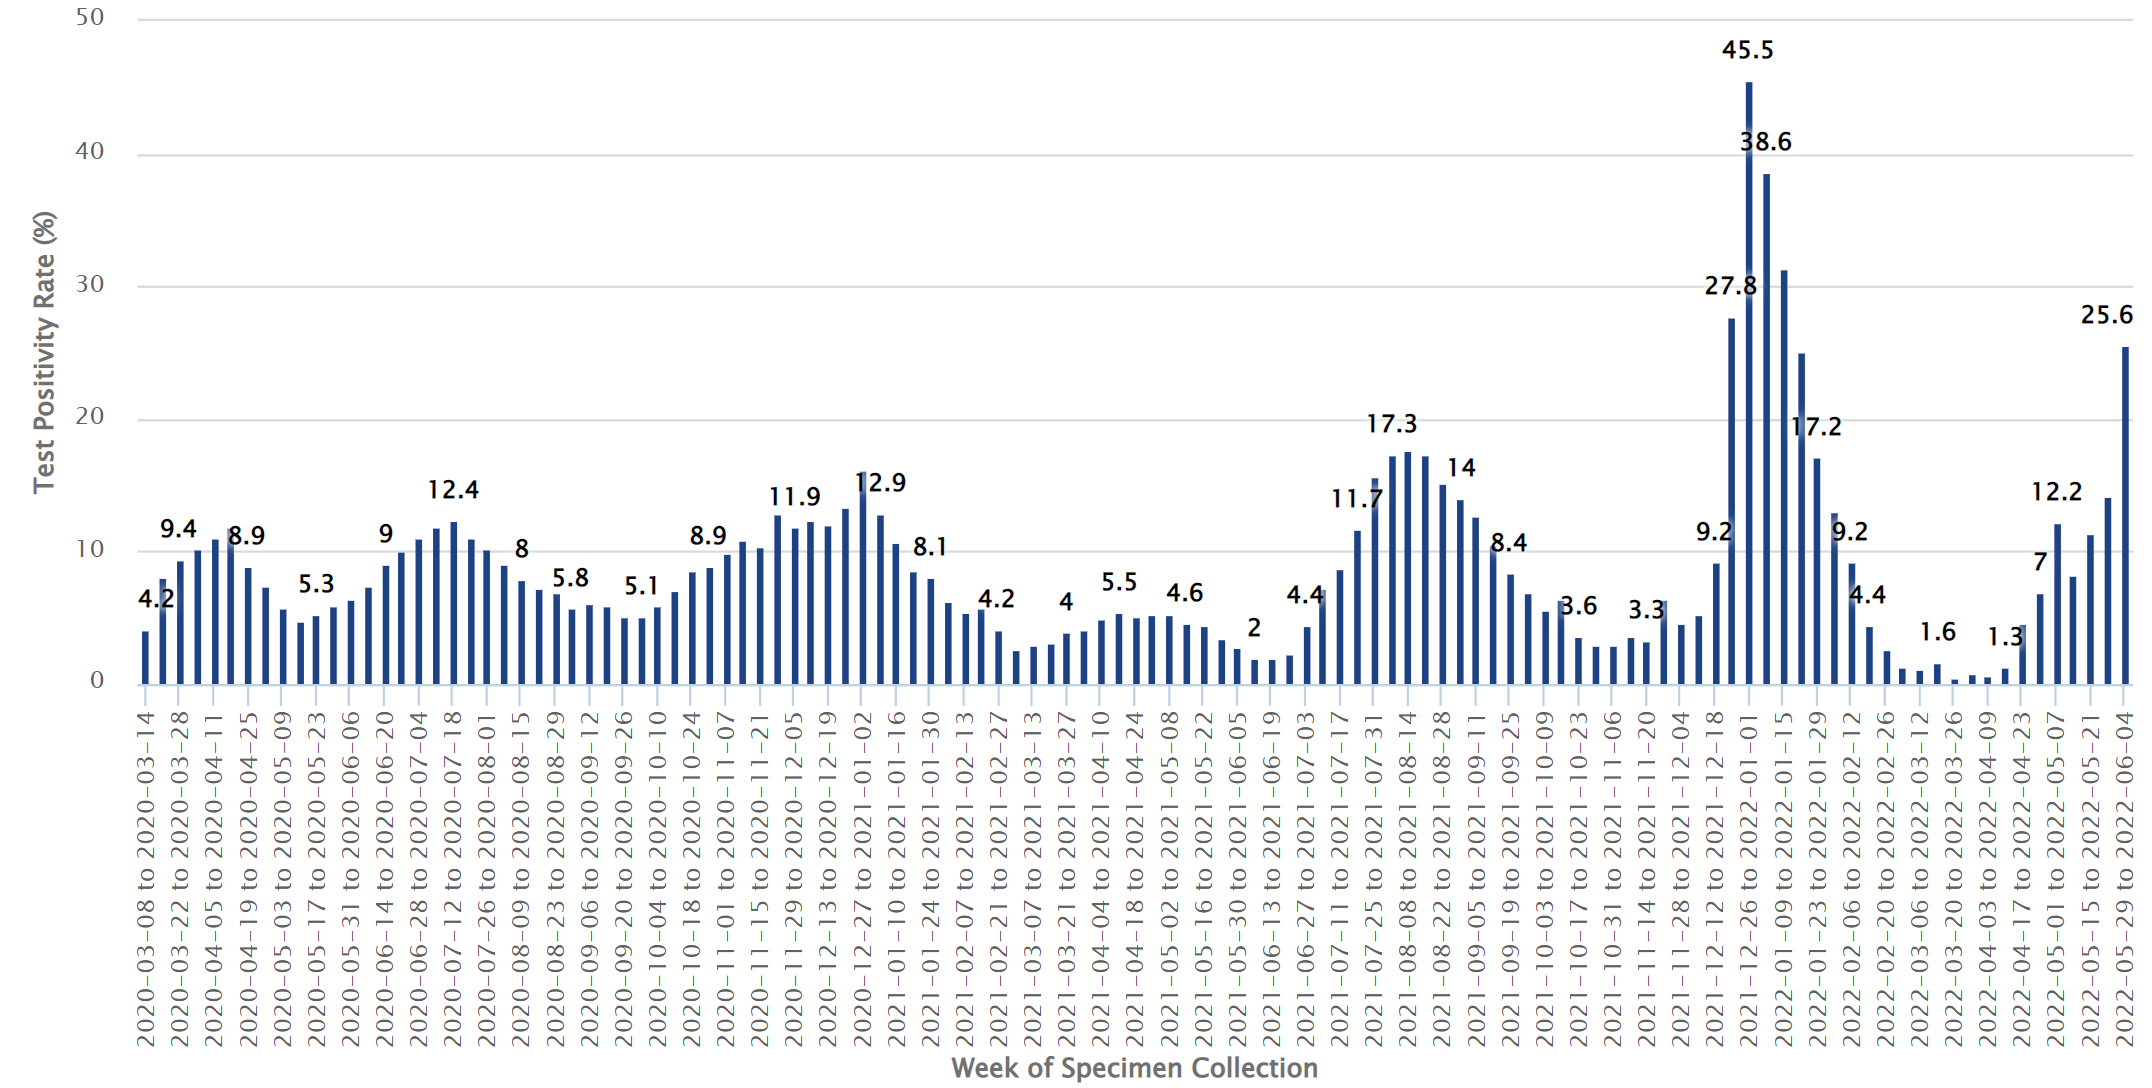 50
40
30
20
10
0
Test Positivity Rate (%)
4.2
9.4
8.9
5.3
9
12.4
8
5.8
5.1
8.9
11.9
12.9
8.1
4.2
4
5.5
4.6
2
4.4
11.7
17.3
14
8.4
3.6
3.3
9.2
27.8
45.5
38.6
17.2
9.2
4.4
1.6
1.3
7
12.2
25.6
2020-03-08 to 2020-03-14
2020-03-22 to 2020-03-28
2020-04-05 to 2020-04-11
2020-04-19 to 2020-04-25
2020-05-03 to 2020-05-09
2020-05-17 to 2020-05-23
2020-05-31 to 2020-06-06
2020-06-14 to 2020-06-20
2020-06-28 to 2020-07-04
2020-07-12 to 2020-07-18
2020-07-26 to 2020-08-01
2020-08-09 to 2020-08-15
2020-08-23 to 2020-08-29
2020-09-06 to 2020-09-12
2020-09-20 to 2020-09-26
2020-10-04 to 2020-10-10
2020-10-18 to 2020-10-24
2020-11-01 to 2020-11-07
2020-11-15 to 2020-11-21
2020-11-29 to 2020-12-05
2020-12-13 to 2020-12-19
2020-12-27 to 2021-01-02
2021-01-10 to 2021-01-16
2021-01-24 to 2021-01-30
2021-02-07 to 2021-02-13
2021-02-21 to 2021-02-27
2021-03-07 to 2021-03-13
2021-03-21 to 2021-03-27
2021-04-04 to 2021-04-10
2021-04-18 to 2021-04-24
2021-05-02 to 2021-05-08
2021-05-16 to 2021-05-22
2021-05-30 to 2021-06-05
2021-06-13 to 2021-06-19
2021-06-27 to 2021-07-03
2021-07-11 to 2021-07-17
2021-07-25 to 2021-07-31
2021-08-08 to 2021-08-14
2021-08-22 to 2021-08-28
2021-09-05 to 2021-09-11
2021-09-19 to 2021-09-25
2021-10-03 to 2021-10-09
2021-10-17 to 2021-10-23
2021-10-31 to 2021-11-06
2021-11-14 to 2021-11-20
2021-11-28 to 2021-12-04
2021-12-12 to 2021-12-18
2021-12-26 to 2022-01-01
2022-01-09 to 2022-01-15
2022-01-23 to 2022-01-29
2022-02-06 to 2022-02-12
2022-02-20 to 2022-02-26
2022-03-06 to 2022-03-12
2022-03-20 to 2022-03-26
2022-04-03 to 2022-04-09
2022-04-17 to 2022-04-23
2022-05-01 to 2022-05-07
2022-05-15 to 2022-05-21
2022-05-29 to 2022-06-04
Week of Specimen Collection